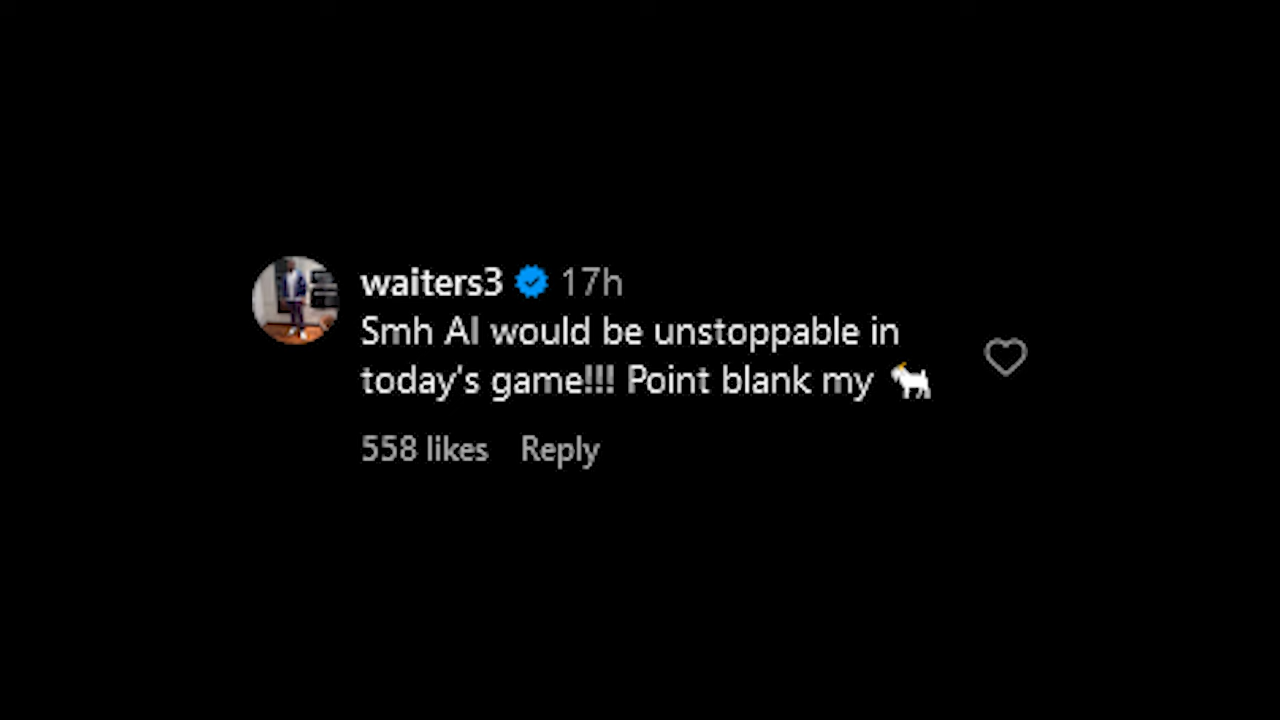 waiters3 17h
Smh AI would be unstoppable in
today's game!!! Point blank my 🐐
558 likes Reply